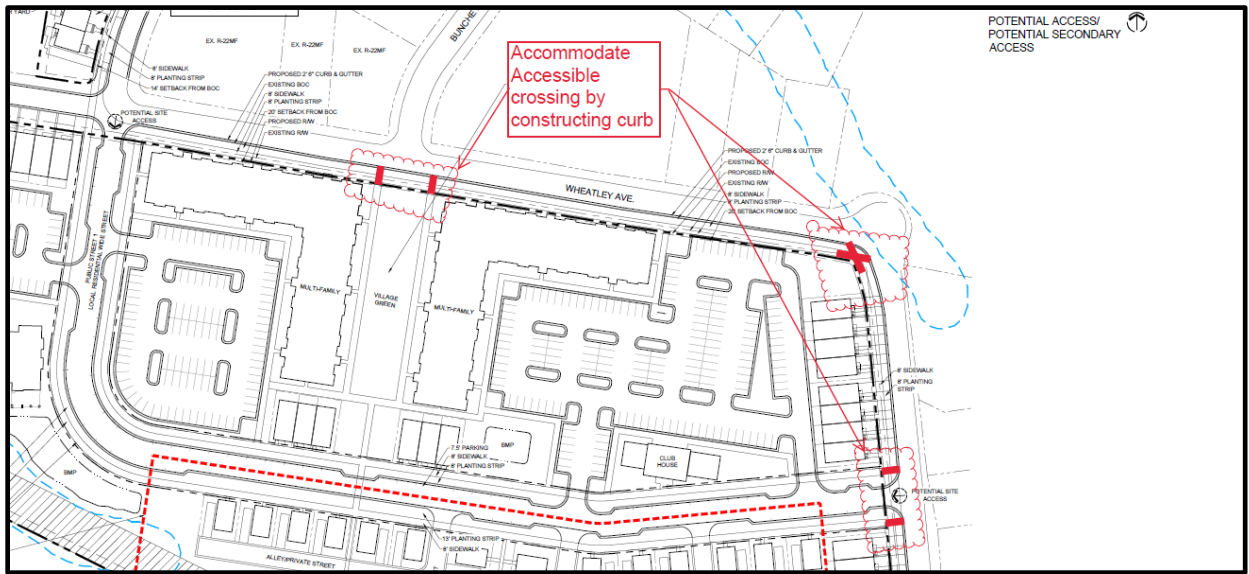 POTENTIAL ACCESS/
POTENTIAL SECONDARY
ACCESS
YARD
EX. R-22MF
EX. R-22MF
EX. R-22MF
BUNCHE
Accommodate
Accessible
crossing by
constructing curb
8' SIDEWALK
8' PLANTING STRIP
14' SETBACK FROM BOC
PROPOSED 2' 6" CURB & GUTTER
EXISTING BOC
8' SIDEWALK
8' PLANTING STRIP
20' SETBACK FROM BOC
PROPOSED R/W
EXISTING R/W
POTENTIAL SITE
ACCESS
PROPOSED 2' 6" CURB & GUTTER
EXISTING BOC
PROPOSED R/W
EXISTING R/W
8' SIDEWALK
8' PLANTING STRIP
20' SETBACK FROM BOC
WHEATLEY AVE.
PUBLIC STREET
LOCAL RESIDENTIAL WIDE STREET
MULTI-FAMILY
VILLAGE
GREEN
MULTI-FAMILY
8' SIDEWALK
8' PLANTING
STRIP
7.5' PARKING
8' SIDEWALK
8' PLANTING STRIP
BMP
CLUB
HOUSE
BMP
POTENTIAL SITE
ACCESS
13' PLANTING STRIP
6' SIDEWALK
ALLEY/PRIVATE STREET